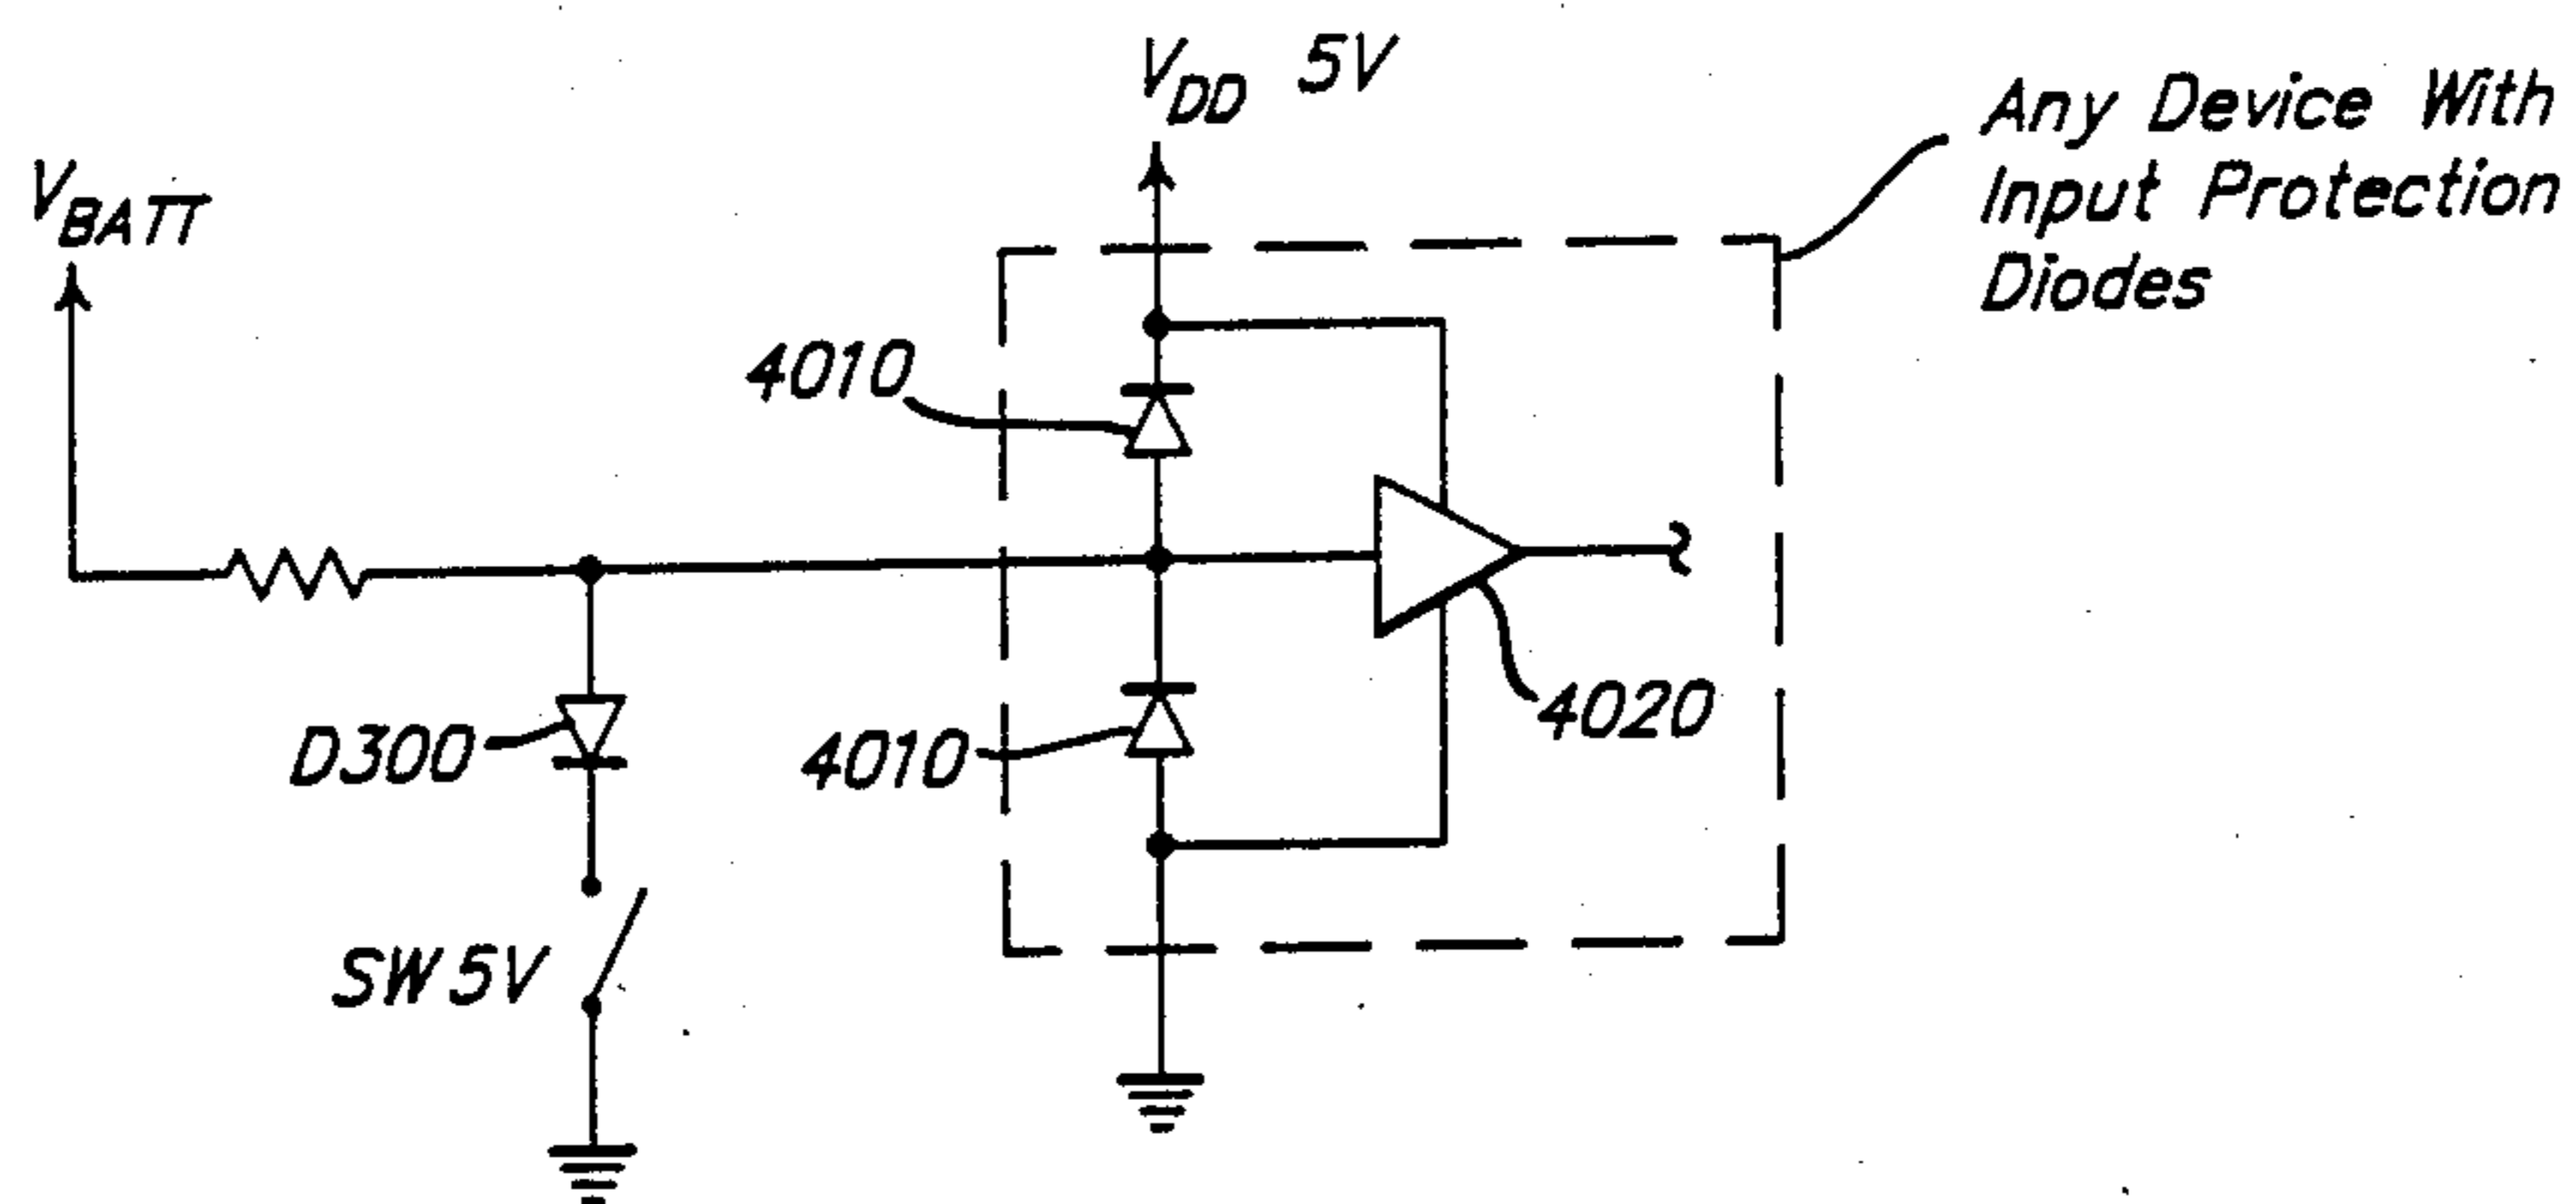 V_DD 5V
Any Device With
Input Protection
Diodes
V_BATT
4010
4020
D300
4010
SW 5V